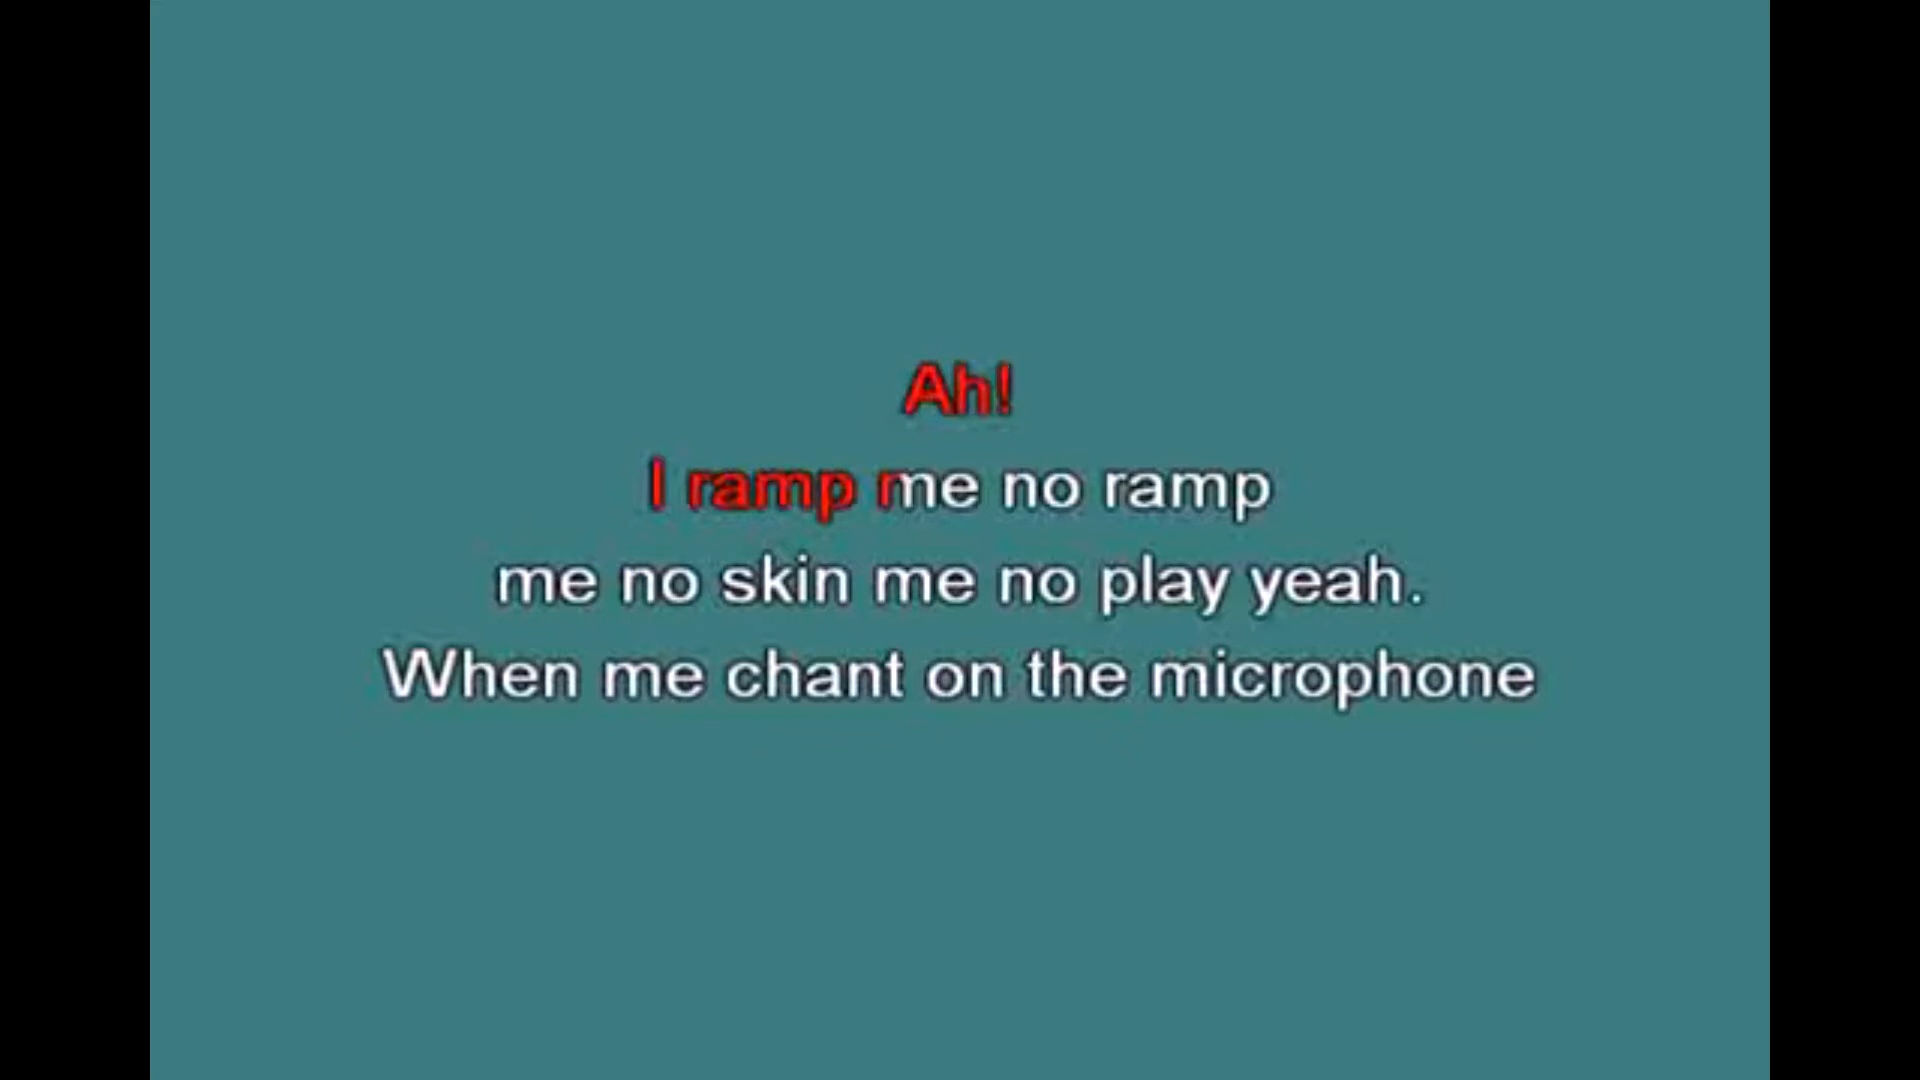 Ah!
I ramp me no ramp
me no skin me no play yeah.
When me chant on the microphone